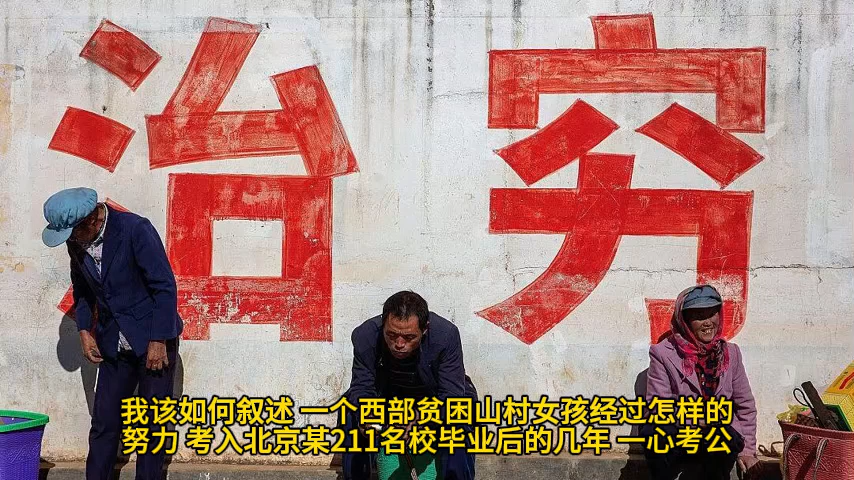 治穷
我该如何叙述 一个西部贫困山村女孩经过怎样的
努力 考入北京某211名校毕业后的几年 一心考公